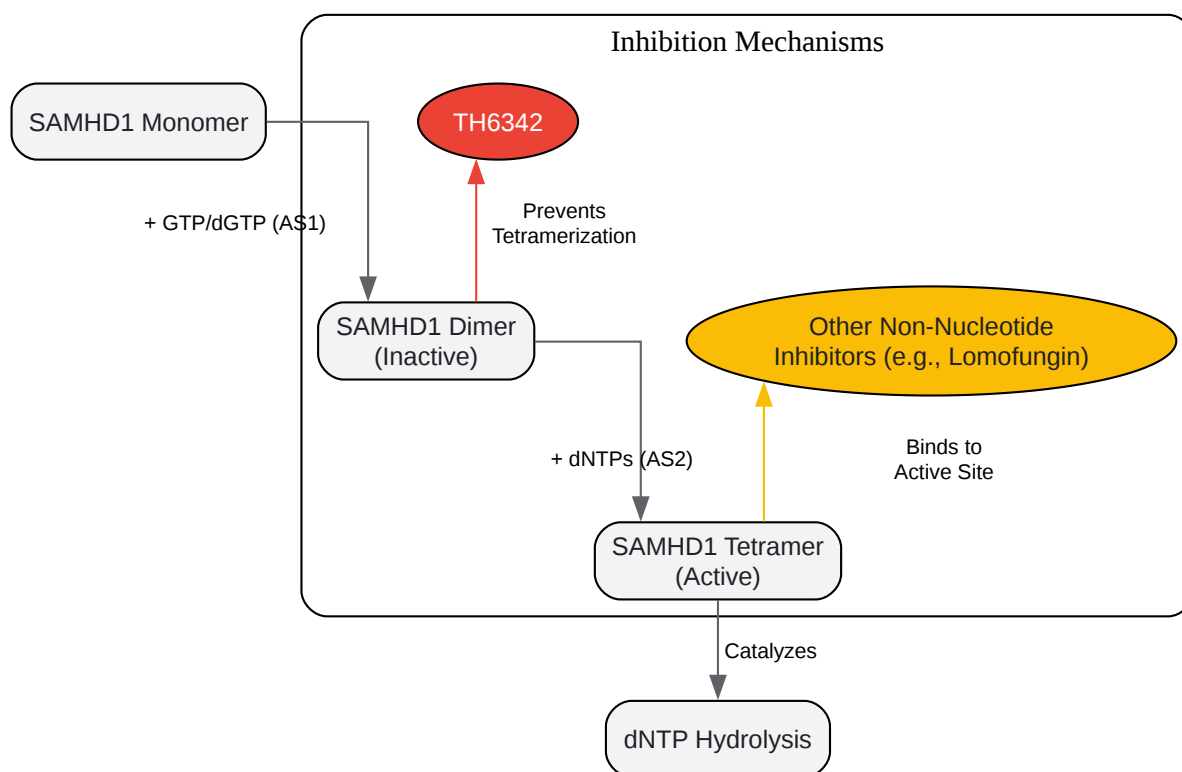 Inhibition Mechanisms
SAMHD1 Monomer
TH6342
+ GTP/dGTP (AS1)
Prevents
Tetramerization
SAMHD1 Dimer
(Inactive)
Other Non-Nucleotide
Inhibitors (e.g., Lomofungin)
+ dNTPs (AS2)
Binds to
Active Site
SAMHD1 Tetramer
(Active)
Catalyzes
dNTP Hydrolysis